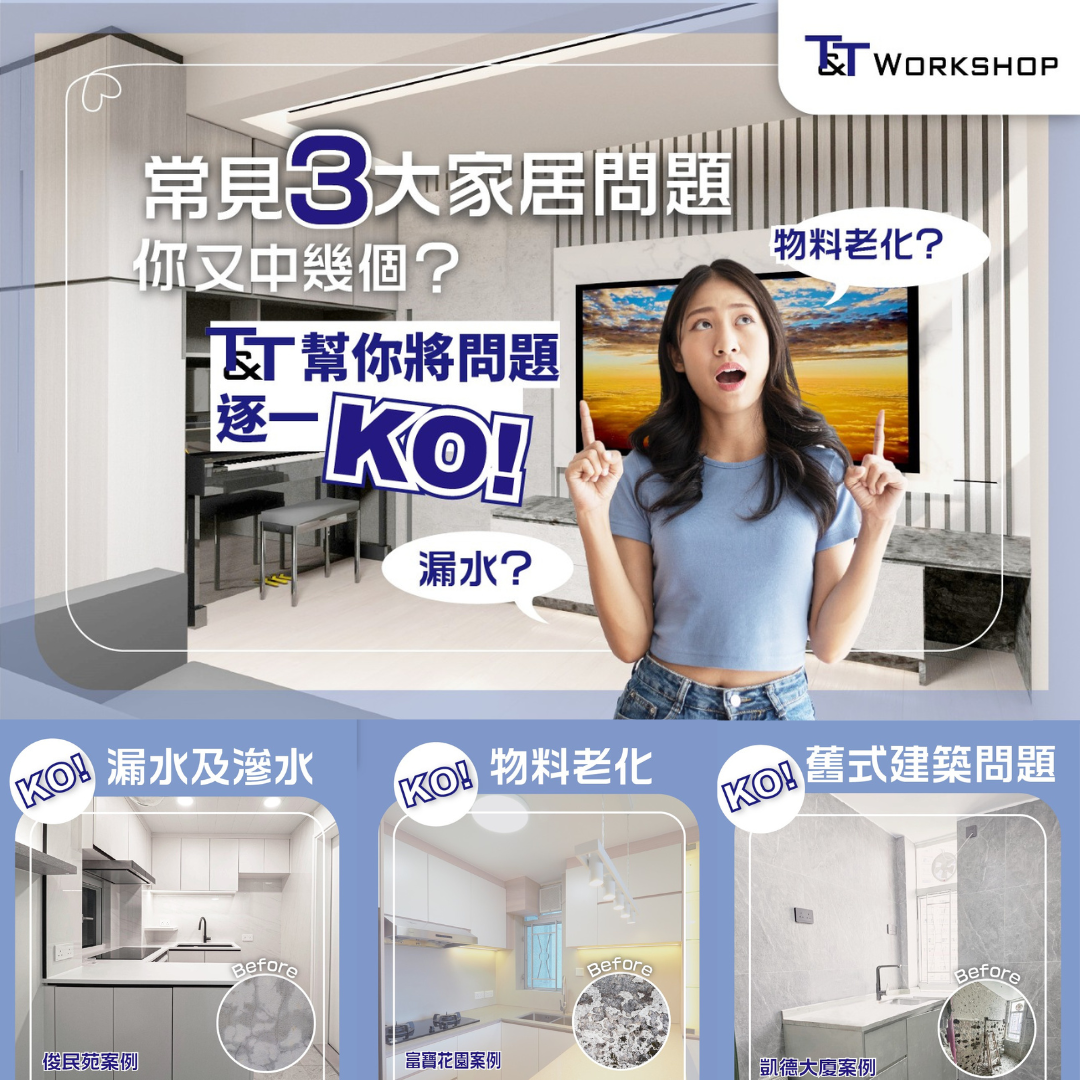 T&T WORKSHOP
常見3大家居問題
你又中幾個？
物料老化？
T&T幫你將問題
逐一KO!
漏水？
KO! 漏水及滲水
KO! 物料老化
KO! 舊式建築問題
Before
Before
Before
俊民苑案例
富寶花園案例
凱德大廈案例